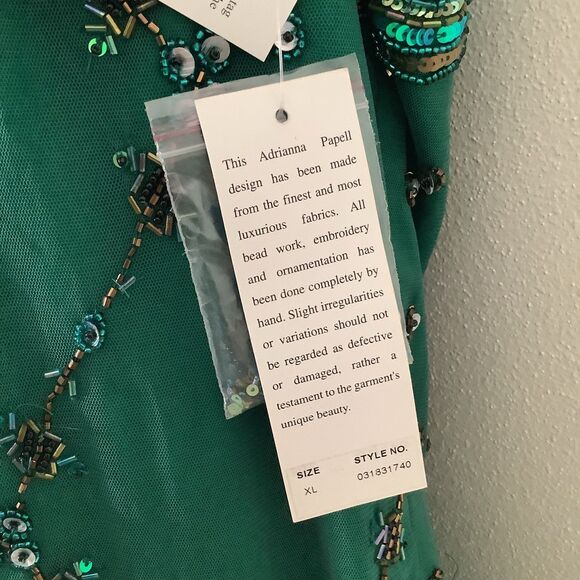 tag
he
This Adrianna Papell
design has been made
from the finest and most
luxurious fabrics. All
bead work, embroidery
and ornamentation has
been done completely by
hand. Slight irregularities
or variations should not
be regarded as defective
or damaged, rather a
testament to the garment's
unique beauty.
SIZE STYLE NO.
XL 031831740